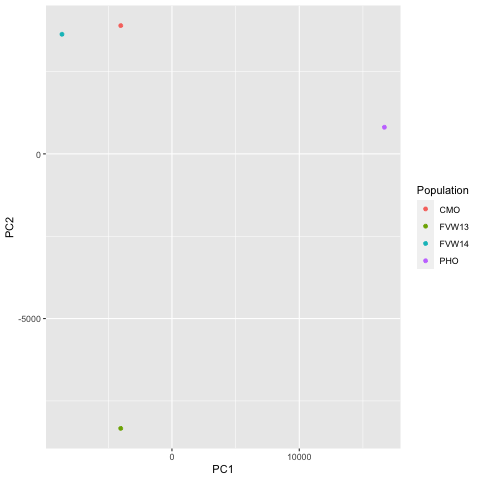 PC2
0
-5000
0
10000
PC1
Population
CMO
FVW13
FVW14
PHO